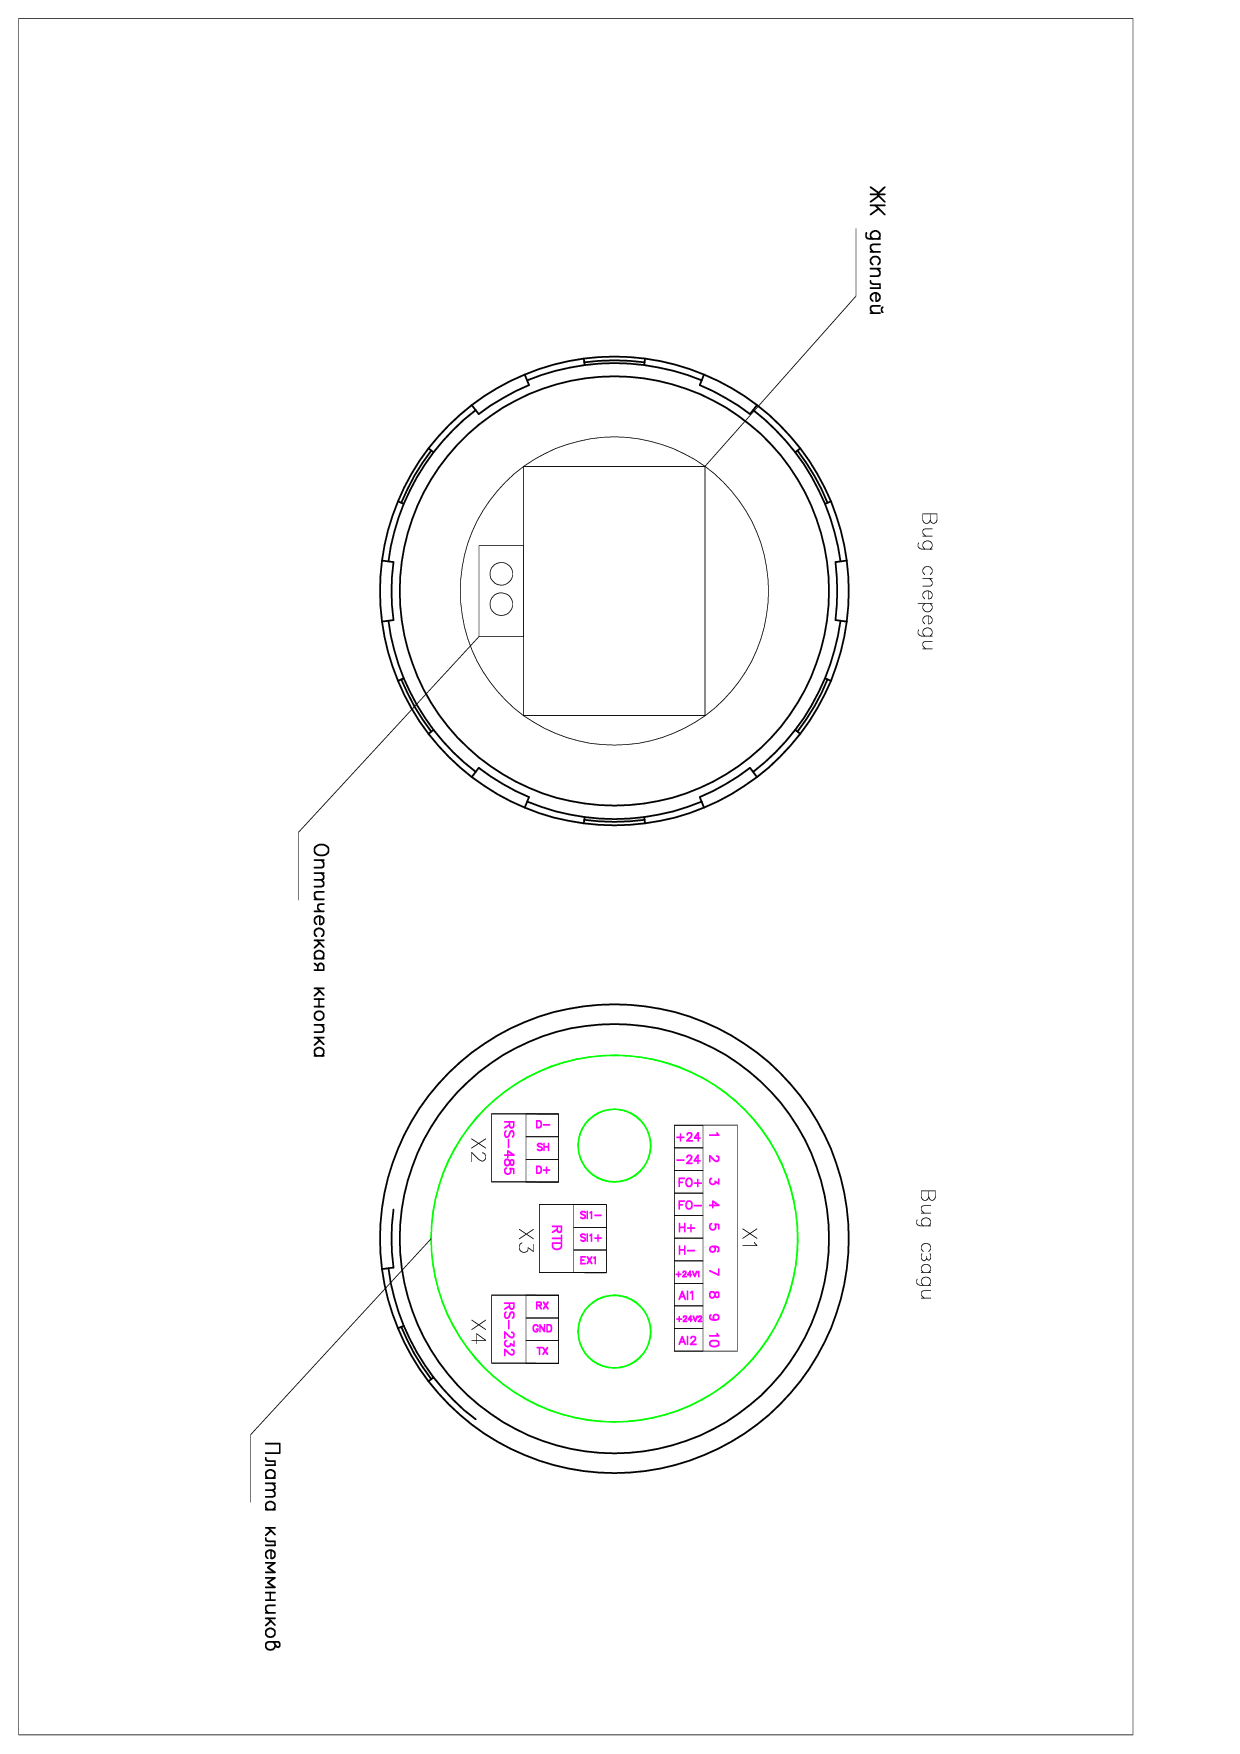 Вид спереди
ЖК дисплей
Оптическая кнопка
Вид сзади
X1
1 2 3 4 5 6 7 8 9 10
+24 -24 FO+ FO- H+ H- +24V1 AI1 +24V2 AI2
SI1- SI1+ EX1
RTD
X3
D- SH D+
RS-485
X2
RX GND TX
RS-232
X4
Плата клеммников